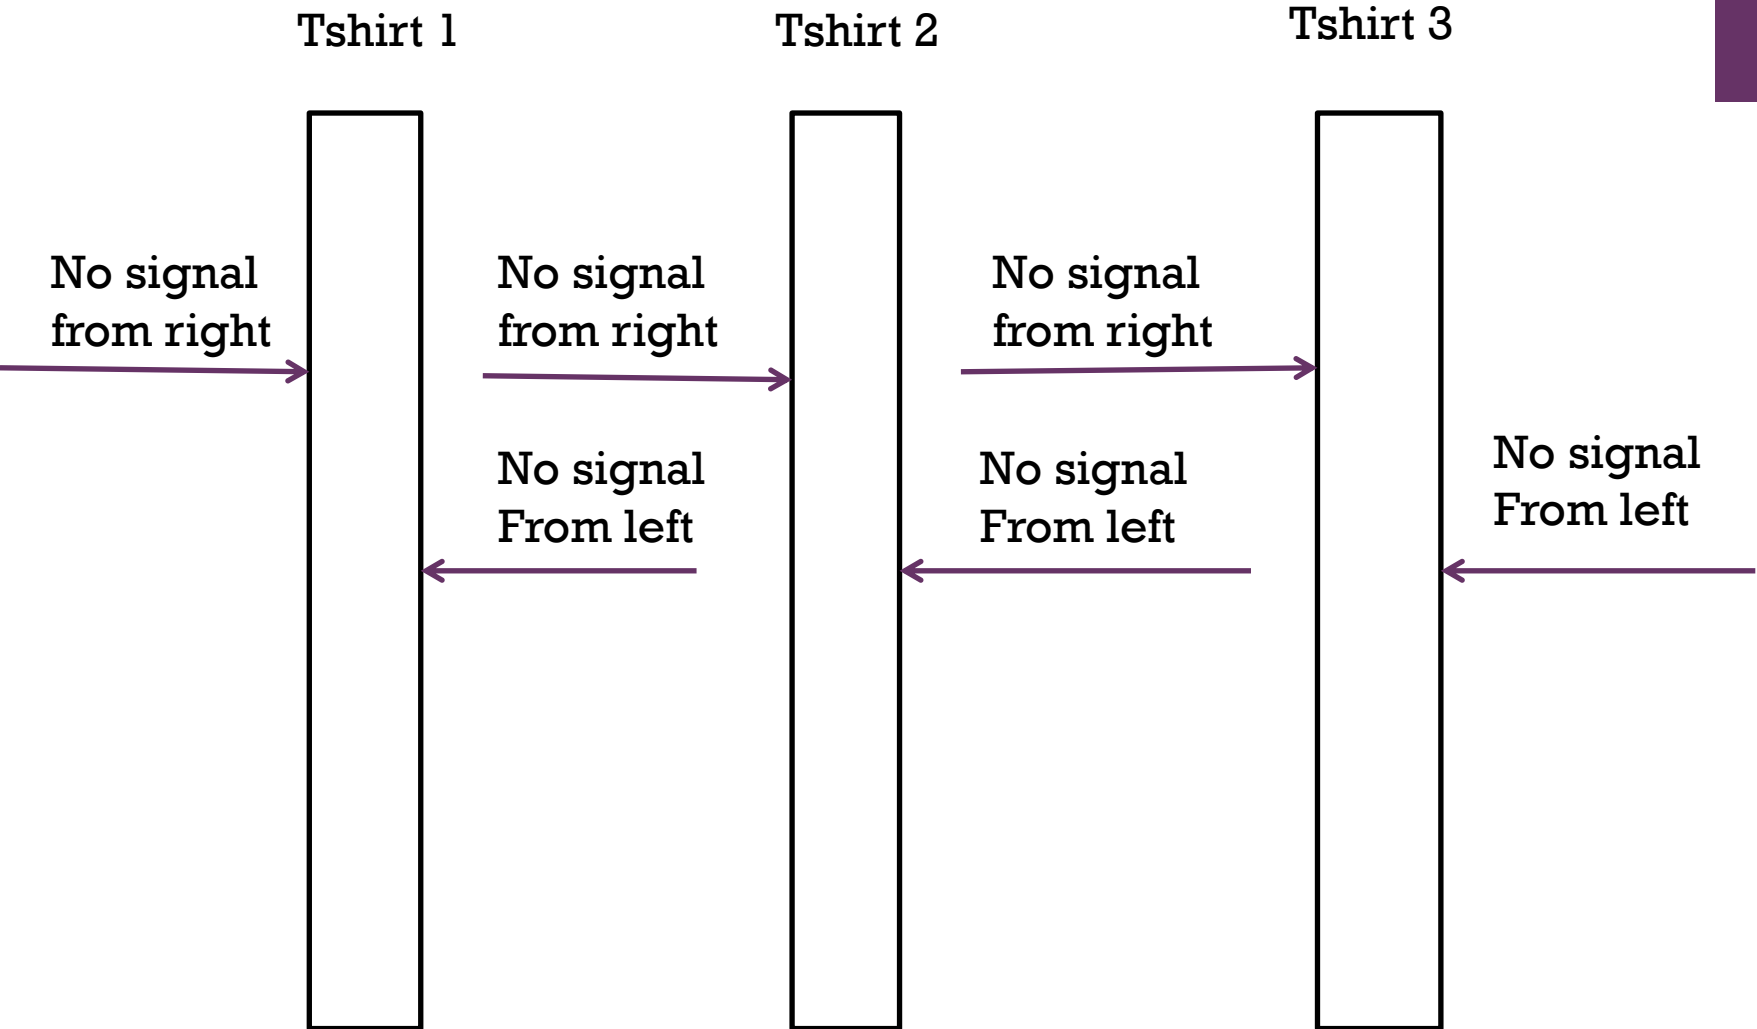 Tshirt 1
Tshirt 2
Tshirt 3
No signal
from right
No signal
from right
No signal
from right
No signal
From left
No signal
From left
No signal
From left